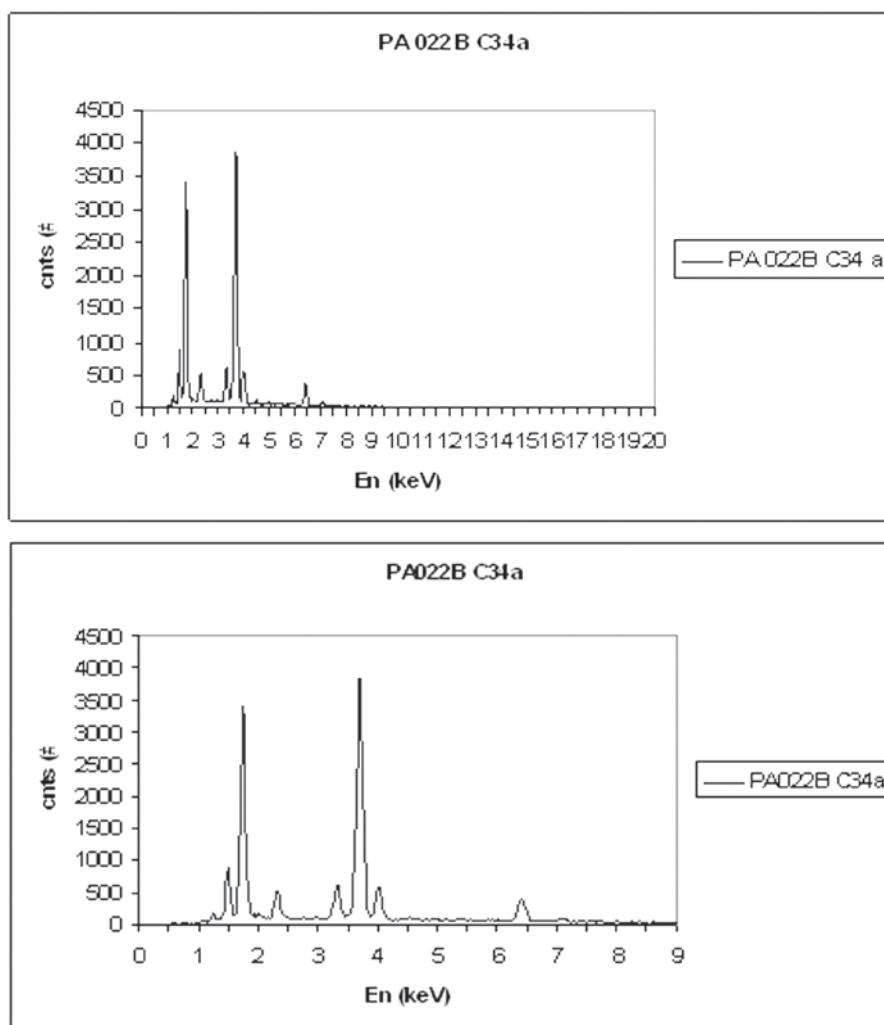 PA 022B C34a
4500
4000
3500
3000
2500
2000
1500
1000
500
0
cnts (#
0 1 2 3 4 5 6 7 8 9 1011121314151617181920
En (keV)
PA 022B C34 a
PA022B C34a
4500
4000
3500
3000
2500
2000
1500
1000
500
0
cnts (#
0 1 2 3 4 5 6 7 8 9
En (keV)
PA022B C34a